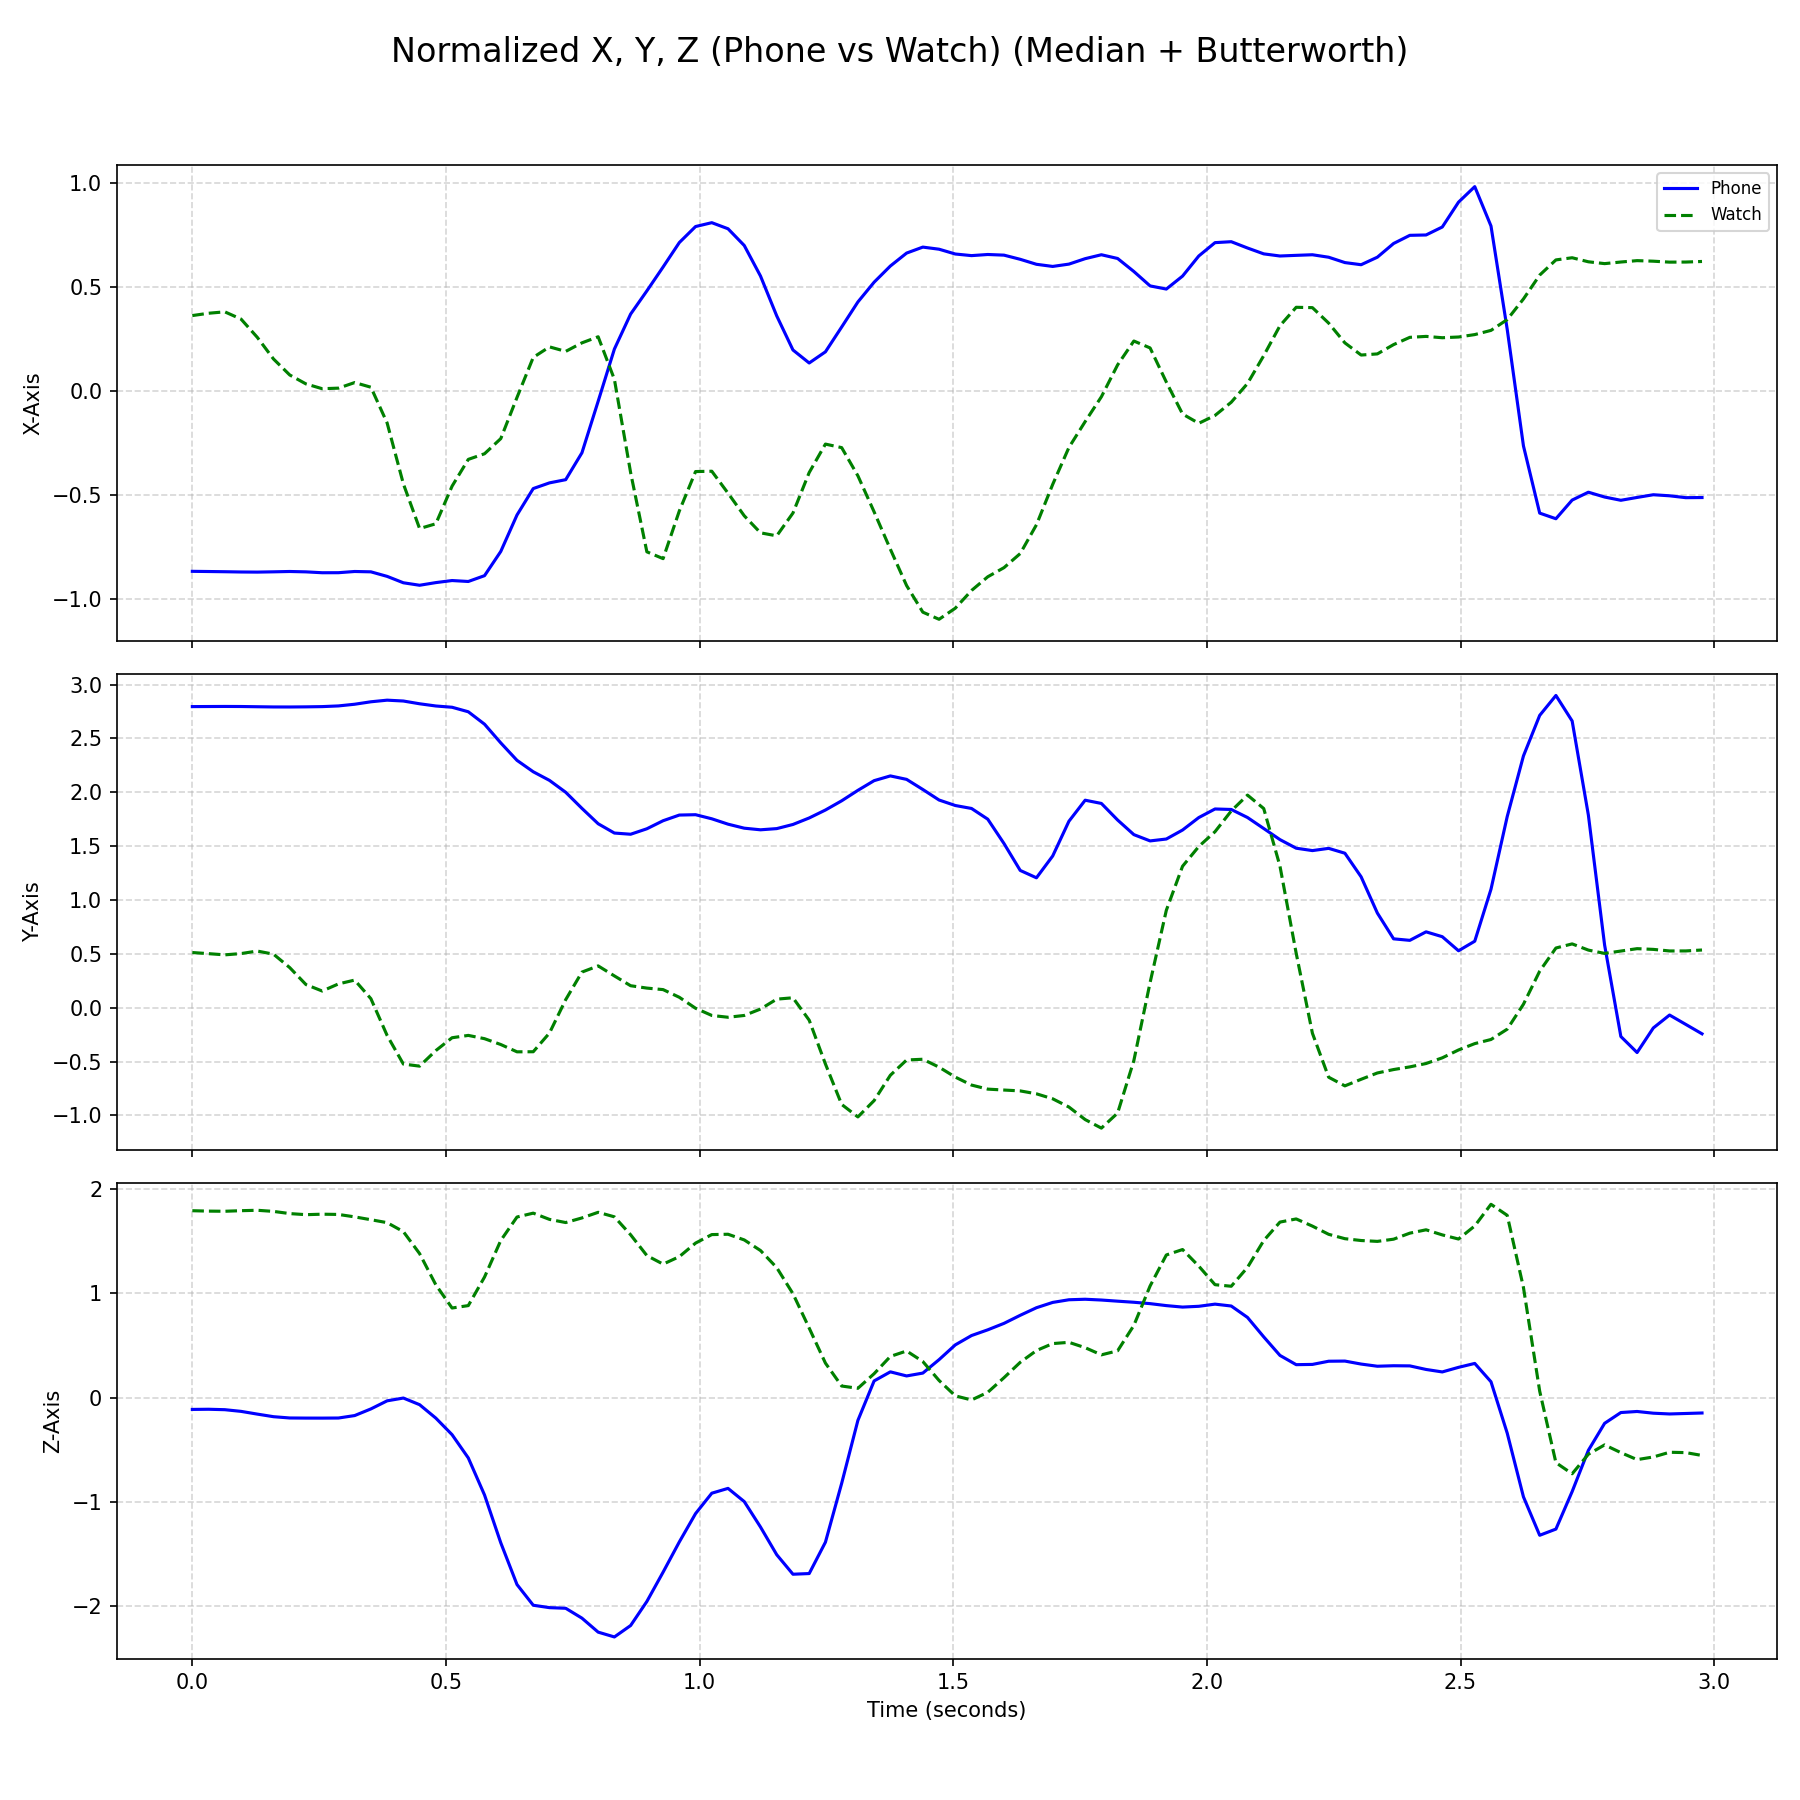 Normalized X, Y, Z (Phone vs Watch) (Median + Butterworth)
Phone
Watch
1.0
0.5
0.0
−0.5
−1.0
X-Axis
3.0
2.5
2.0
1.5
1.0
0.5
0.0
−0.5
−1.0
Y-Axis
2
1
0
−1
−2
Z-Axis
0.0 0.5 1.0 1.5 2.0 2.5 3.0
Time (seconds)